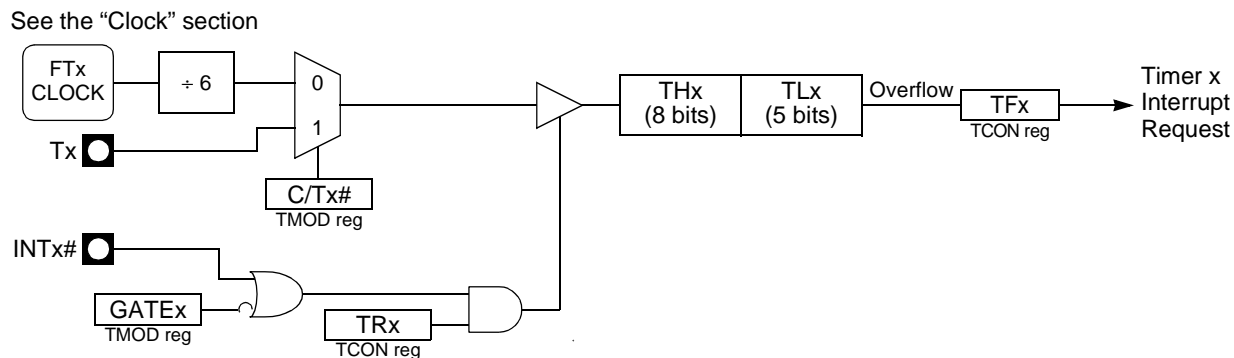 See the “Clock” section
FTx
CLOCK
÷ 6
0
1
Tx
C/Tx#
TMOD reg
THx
(8 bits)
TLx
(5 bits)
Overflow
TFx
TCON reg
Timer x
Interrupt
Request
INTx#
GATEx
TMOD reg
TRx
TCON reg